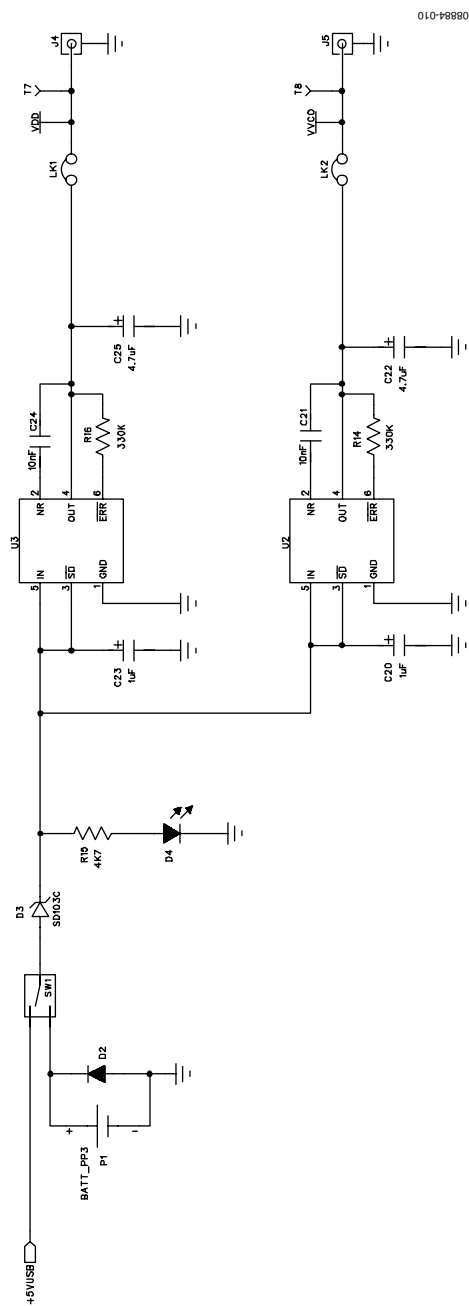 08884-010
J4
T7
VDD
LK1
C25
4.7uF
C24
10nF
R16
330K
U3
2
NR
4
OUT
6
ERR
5
IN
3
SD
1
GND
C23
1uF
J5
T8
VVCO
LK2
C22
4.7uF
C21
10nF
R14
330K
U2
2
NR
4
OUT
6
ERR
5
IN
3
SD
1
GND
C20
1uF
R15
4K7
D4
D3
SD103C
SW1
D2
+
-
BATT_PP3
P1
+5VUSB